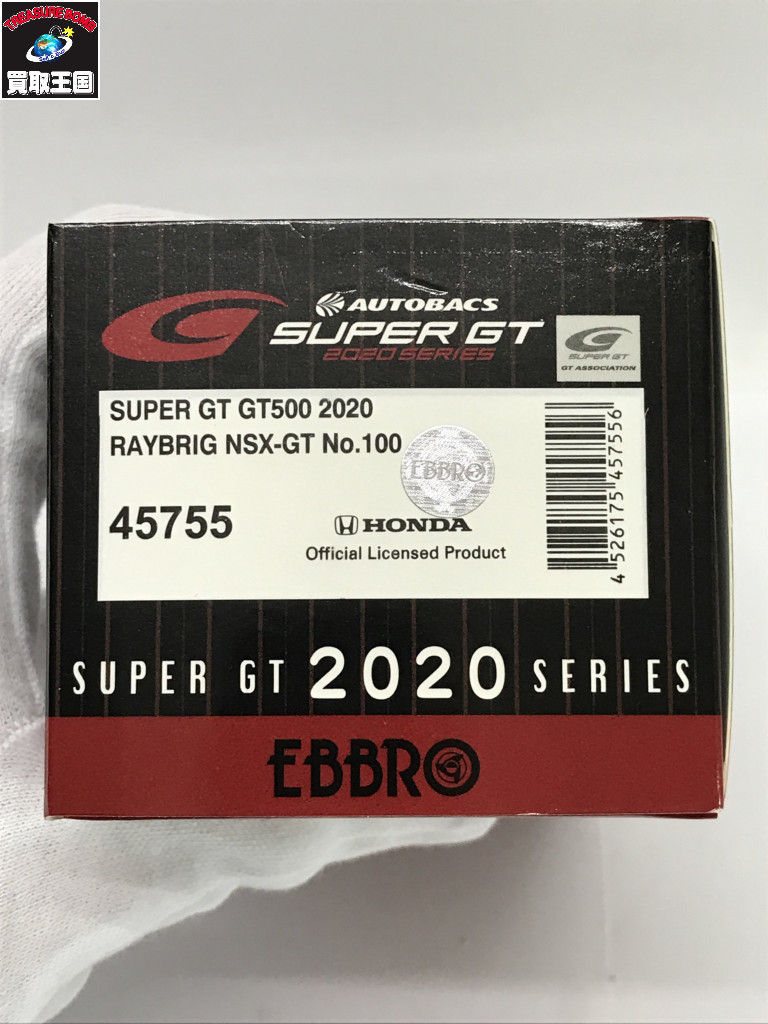 TREASURE BOMB
買取王国
AUTOBACS
SUPER GT
2020 SERIES
SUPER GT
GT ASSOCIATION
SUPER GT GT500 2020
RAYBRIG NSX-GT No.100
EBBRO
45755
HONDA
Official Licensed Product
4 526175 457556
SUPER GT 2020 SERIES
EBBRO